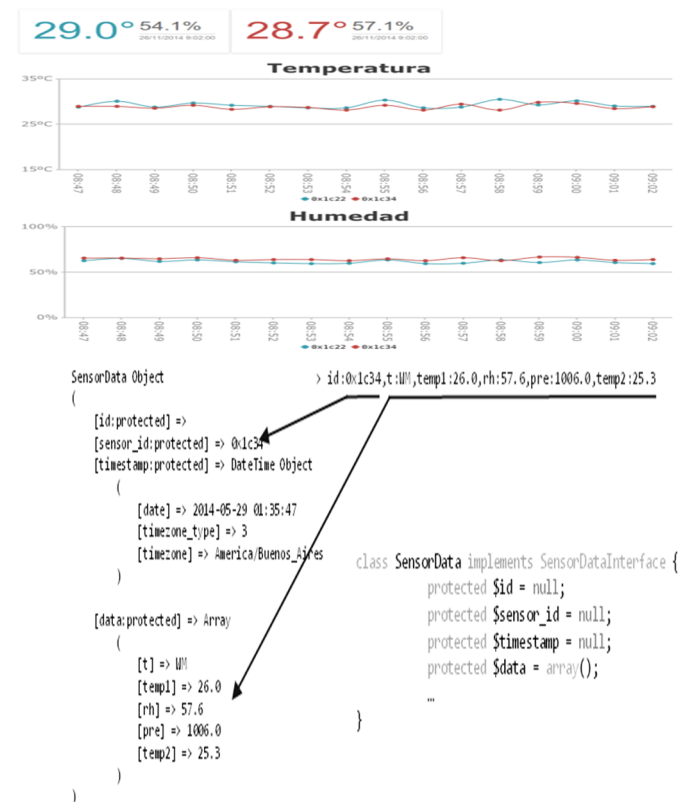 29.0° 54.1%
26/11/2014 9:02:00
28.7° 57.1%
26/11/2014 9:02:00
Temperatura
35ºC
25ºC
15ºC
08:47 08:48 08:49 08:50 08:51 08:52 08:53 08:54 08:55 08:56 08:57 08:58 08:59 09:00 09:01 09:02
0x1c22 0x1c34
Humedad
100%
50%
0%
08:47 08:48 08:49 08:50 08:51 08:52 08:53 08:54 08:55 08:56 08:57 08:58 08:59 09:00 09:01 09:02
0x1c22 0x1c34
> id:0x1c34,t:WM,temp1:26.0,rh:57.6,pre:1006.0,temp2:25.3
SensorData Object
(
[id:protected] =>
[sensor_id:protected] => 0x1c34
[timestamp:protected] => DateTime Object
(
[date] => 2014-05-29 01:35:47
[timezone_type] => 3
[timezone] => America/Buenos_Aires
)
[data:protected] => Array
(
[t] => WM
[temp1] => 26.0
[rh] => 57.6
[pre] => 1006.0
[temp2] => 25.3
)
)
class SensorData implements SensorDataInterface {
protected $id = null;
protected $sensor_id = null;
protected $timestamp = null;
protected $data = array();
…
}